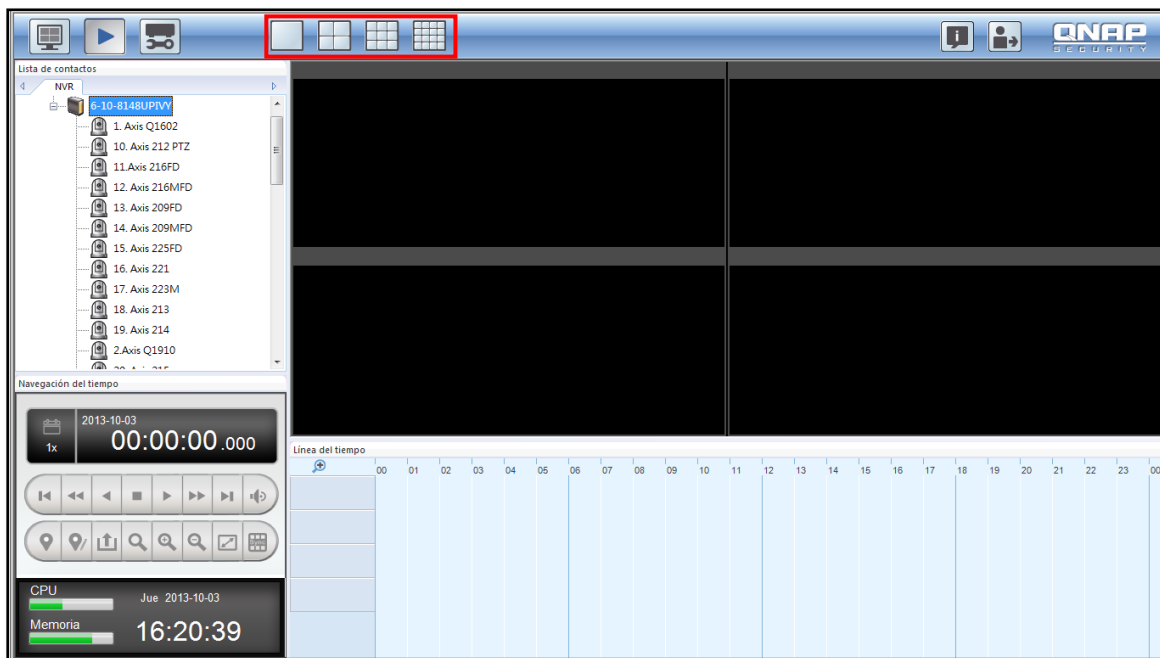 QNAP
SECURITY
Lista de contactos
NVR
6-10-8148UPIVY
1. Axis Q1602
10. Axis 212 PTZ
11.Axis 216FD
12. Axis 216MFD
13. Axis 209FD
14. Axis 209MFD
15. Axis 225FD
16. Axis 221
17. Axis 223M
18. Axis 213
19. Axis 214
2.Axis Q1910
Navegación del tiempo
2013-10-03
1x 00:00:00.000
CPU
Jue 2013-10-03
Memoria
16:20:39
Línea del tiempo
00 01 02 03 04 05 06 07 08 09 10 11 12 13 14 15 16 17 18 19 20 21 22 23 00